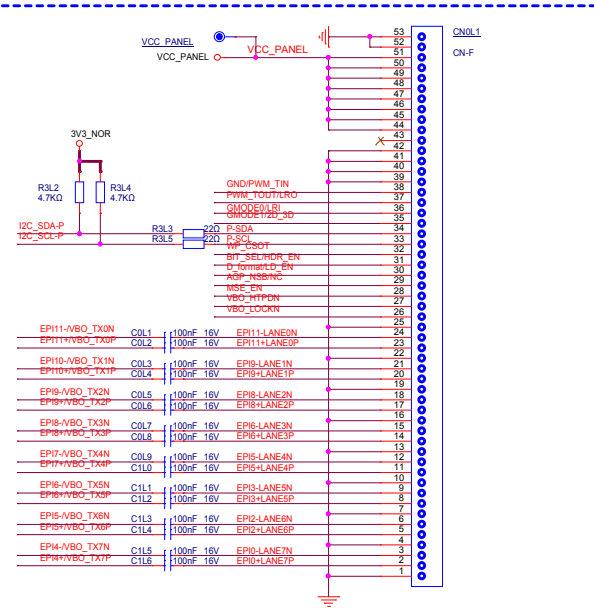 VCC_PANEL
VCC_PANEL
VCC_PANEL
CN0L1
CN-F
53
52
51
50
49
48
47
46
45
44
43
42
41
40
39
38
37
36
35
34
33
32
31
30
29
28
27
26
25
24
23
22
21
20
19
18
17
16
15
14
13
12
11
10
9
8
7
6
5
4
3
2
1
3V3_NOR
R3L2
4.7KΩ
R3L4
4.7KΩ
GND/PWM_TIN
PWM_TOUT/LRO
GMODE0/LRI
GMODE1/2D_3D
I2C_SDA-P
R3L3 22Ω P-SDA
I2C_SCL-P
R3L5 22Ω P-SCL
WP_CSOT
BIT_SEL/HDR_EN
D_format/LD_EN
AGP_NSB/NC
MSE_EN
VBO_HTPDN
VBO_LOCKN
EPI11-/VBO_TX0N C0L1 100nF 16V EPI11-LANE0N
EPI11+/VBO_TX0P C0L2 100nF 16V EPI11+LANE0P
EPI10-/VBO_TX1N C0L3 100nF 16V EPI9-LANE1N
EPI10+/VBO_TX1P C0L4 100nF 16V EPI9+LANE1P
EPI9-/VBO_TX2N C0L5 100nF 16V EPI8-LANE2N
EPI9+/VBO_TX2P C0L6 100nF 16V EPI8+LANE2P
EPI8-/VBO_TX3N C0L7 100nF 16V EPI6-LANE3N
EPI8+/VBO_TX3P C0L8 100nF 16V EPI6+LANE3P
EPI7-/VBO_TX4N C0L9 100nF 16V EPI5-LANE4N
EPI7+/VBO_TX4P C1L0 100nF 16V EPI5+LANE4P
EPI6-/VBO_TX5N C1L1 100nF 16V EPI3-LANE5N
EPI6+/VBO_TX5P C1L2 100nF 16V EPI3+LANE5P
EPI5-/VBO_TX6N C1L3 100nF 16V EPI2-LANE6N
EPI5+/VBO_TX6P C1L4 100nF 16V EPI2+LANE6P
EPI4-/VBO_TX7N C1L5 100nF 16V EPI0-LANE7N
EPI4+/VBO_TX7P C1L6 100nF 16V EPI0+LANE7P